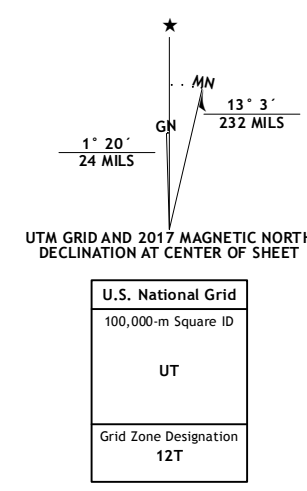 ★
MN
13° 3´
232 MILS
GN
1° 20´
24 MILS
UTM GRID AND 2017 MAGNETIC NORTH
DECLINATION AT CENTER OF SHEET
U.S. National Grid
100,000-m Square ID
UT
Grid Zone Designation
12T